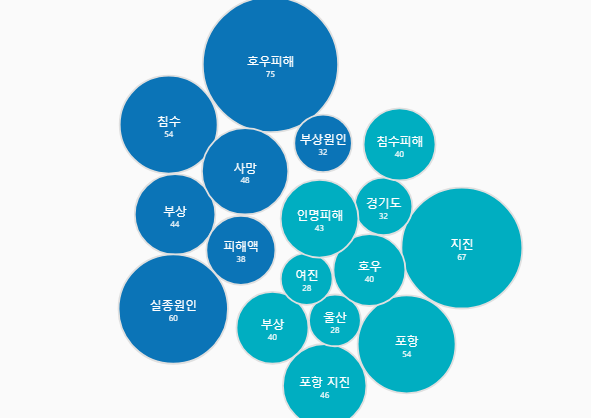 호우피해
75
침수
54
부상원인
32
침수피해
40
사망
48
부상
44
인명피해
43
경기도
32
피해액
38
지진
67
여진
28
호우
40
실종원인
60
부상
40
울산
28
포항
54
포항 지진
46